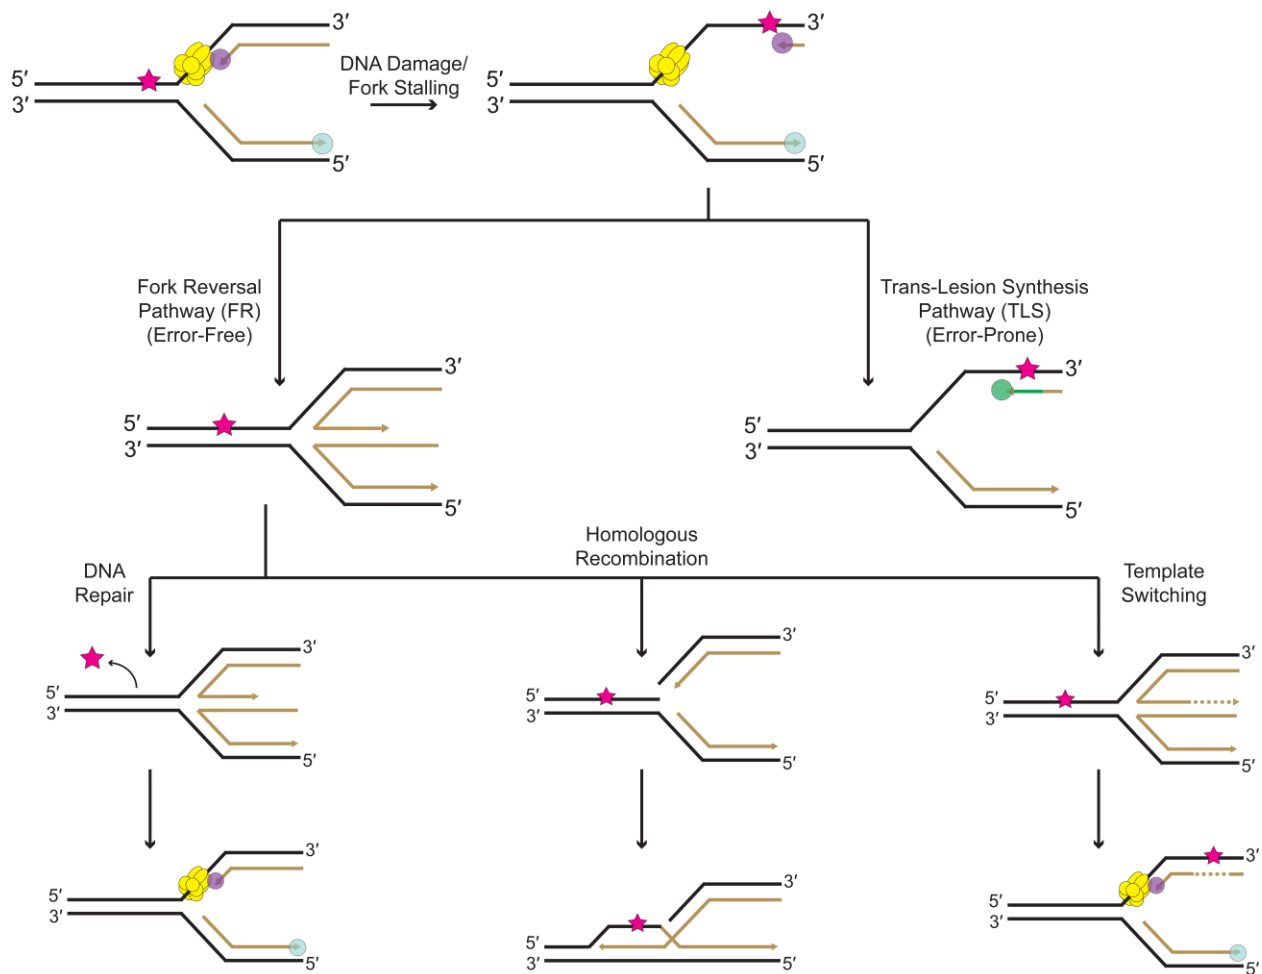 3′
3′
DNA Damage/
Fork Stalling
5′
3′
5′
3′
5′
5′
Fork Reversal
Pathway (FR)
(Error-Free)
Trans-Lesion Synthesis
Pathway (TLS)
(Error-Prone)
3′
3′
5′
3′
5′
3′
5′
5′
Homologous
Recombination
DNA
Repair
Template
Switching
3′
3′
3′
5′
3′
5′
3′
5′
3′
5′
5′
5′
3′
3′
3′
5′
3′
5′
3′
5′
3′
5′
5′
5′